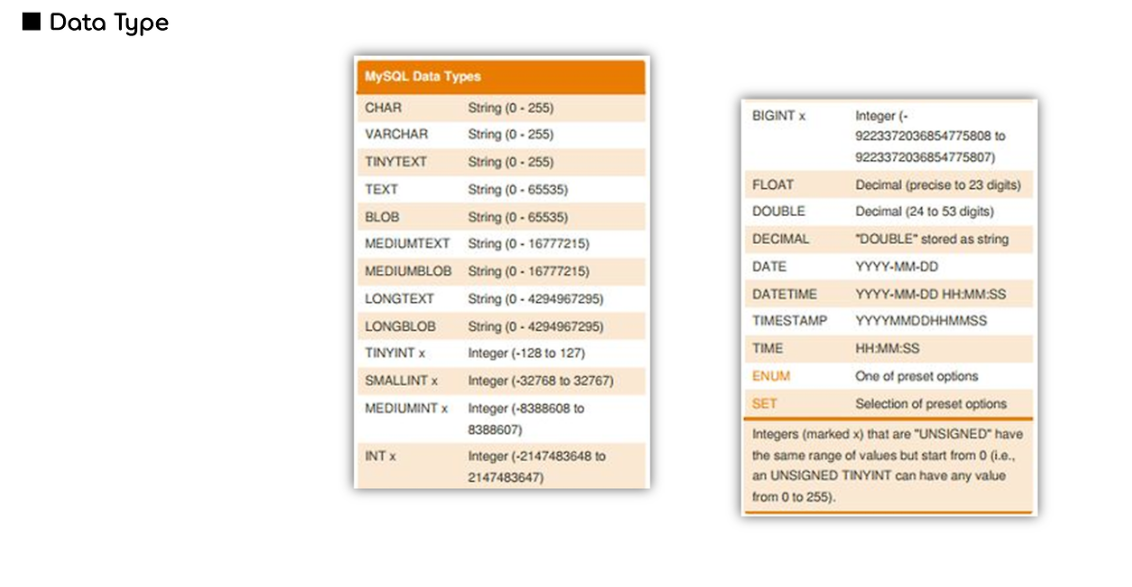 ■ Data Type
MySQL Data Types
CHAR String (0 - 255)
VARCHAR String (0 - 255)
TINYTEXT String (0 - 255)
TEXT String (0 - 65535)
BLOB String (0 - 65535)
MEDIUMTEXT String (0 - 16777215)
MEDIUMBLOB String (0 - 16777215)
LONGTEXT String (0 - 4294967295)
LONGBLOB String (0 - 4294967295)
TINYINT x Integer (-128 to 127)
SMALLINT x Integer (-32768 to 32767)
MEDIUMINT x Integer (-8388608 to
8388607)
INT x Integer (-2147483648 to
2147483647)
BIGINT x Integer (-
9223372036854775808 to
9223372036854775807)
FLOAT Decimal (precise to 23 digits)
DOUBLE Decimal (24 to 53 digits)
DECIMAL "DOUBLE" stored as string
DATE YYYY-MM-DD
DATETIME YYYY-MM-DD HH:MM:SS
TIMESTAMP YYYYMMDDHHMMSS
TIME HH:MM:SS
ENUM One of preset options
SET Selection of preset options
Integers (marked x) that are "UNSIGNED" have
the same range of values but start from 0 (i.e.,
an UNSIGNED TINYINT can have any value
from 0 to 255).